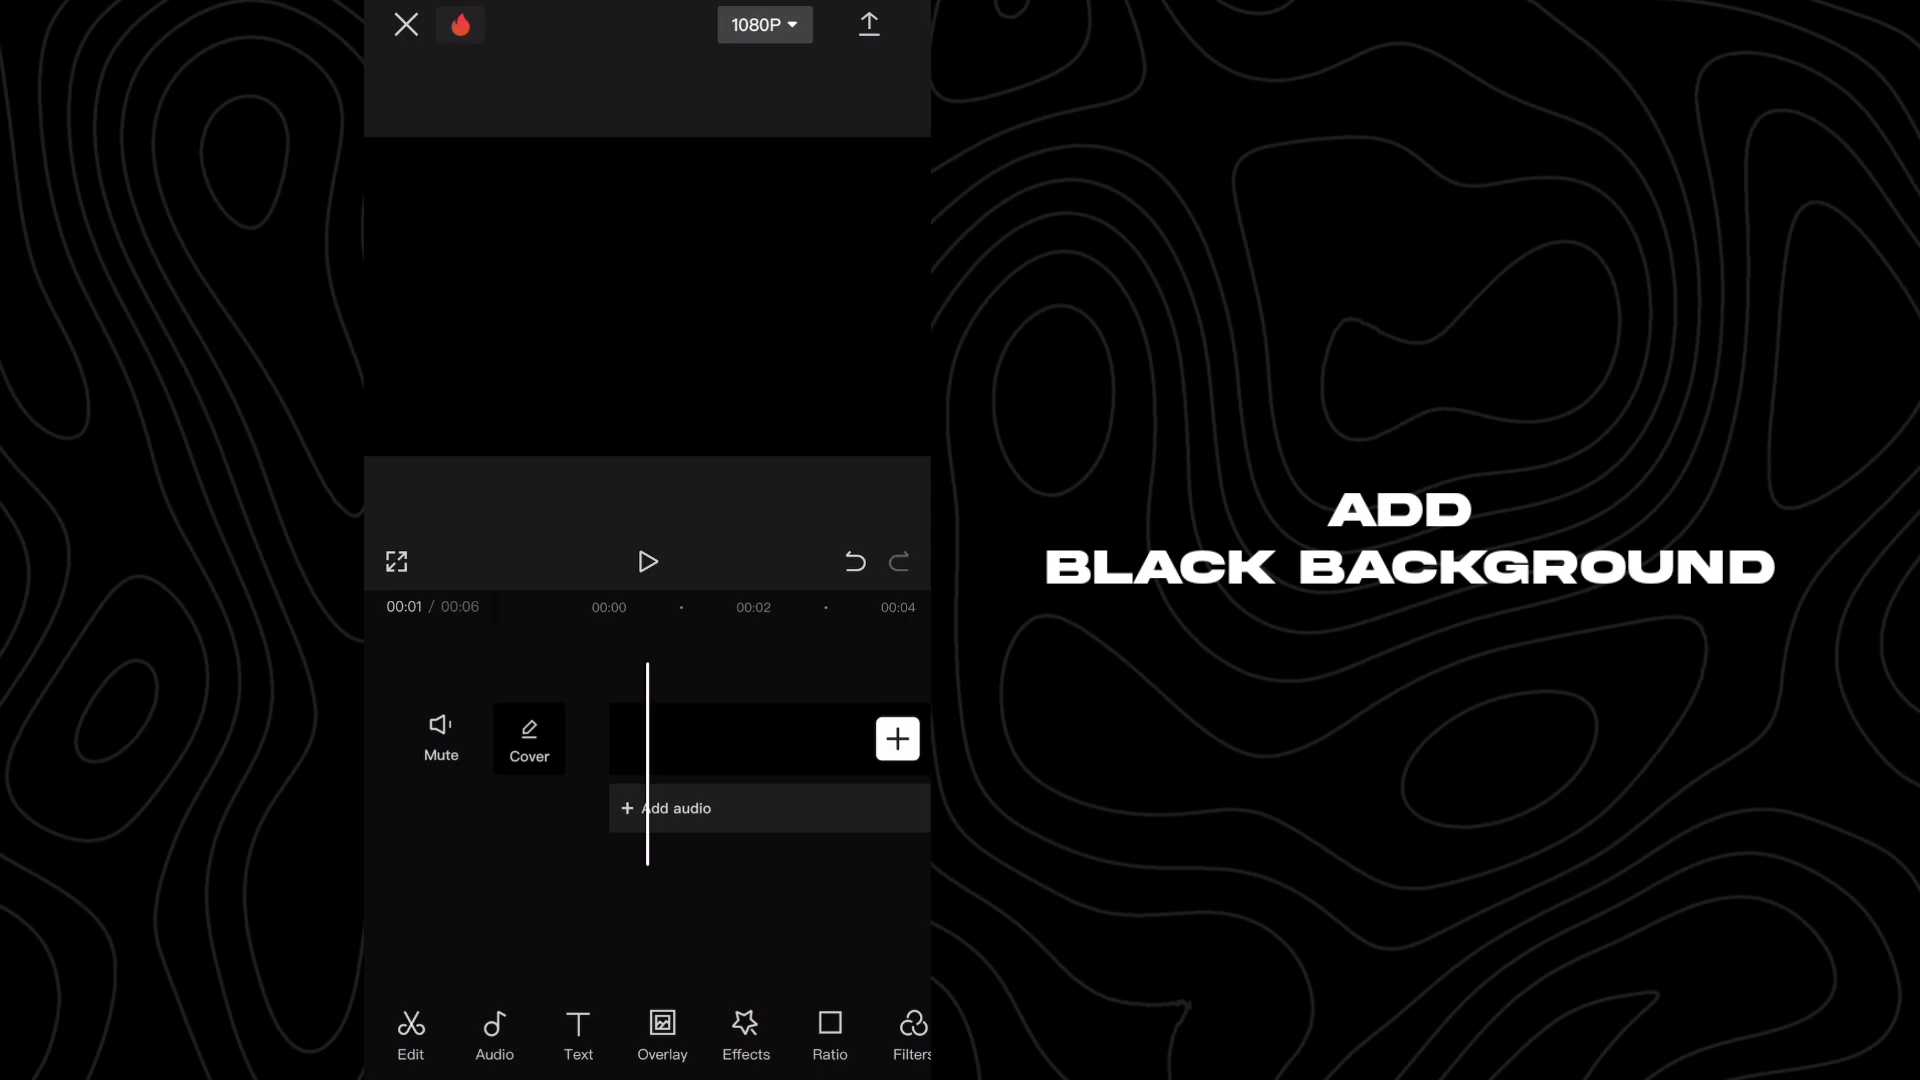 1080P
ADD
BLACK BACKGROUND
00:01 / 00:06
00:00
00:02
00:04
Mute
Cover
+ Add audio
Edit
Audio
Text
Overlay
Effects
Ratio
Filters